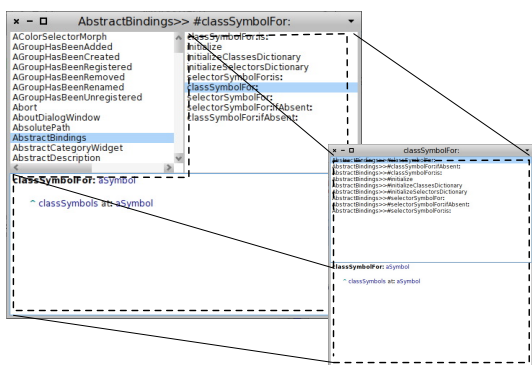 AbstractBindings>> #classSymbolFor:
AColorSelectorMorph
AGroupHasBeenAdded
AGroupHasBeenCreated
AGroupHasBeenRegistered
AGroupHasBeenRemoved
AGroupHasBeenRenamed
AGroupHasBeenUnregistered
Abort
AboutDialogWindow
AbsolutePath
AbstractBindings
AbstractCategoryWidget
AbstractDescription
classSymbolFor:is:
initialize
initializeClassesDictionary
initializeSelectorsDictionary
selectorSymbolFor:is:
classSymbolFor:
selectorSymbolFor:
selectorSymbolFor:ifAbsent:
classSymbolFor:ifAbsent:
classSymbolFor: aSymbol
^ classSymbols at: aSymbol
classSymbolFor:
AbstractBindings>>#classSymbolFor:
AbstractBindings>>#classSymbolFor:ifAbsent:
AbstractBindings>>#classSymbolFor:is:
AbstractBindings>>#initialize
AbstractBindings>>#initializeClassesDictionary
AbstractBindings>>#initializeSelectorsDictionary
AbstractBindings>>#selectorSymbolFor:
AbstractBindings>>#selectorSymbolFor:ifAbsent:
AbstractBindings>>#selectorSymbolFor:is:
classSymbolFor: aSymbol
^ classSymbols at: aSymbol